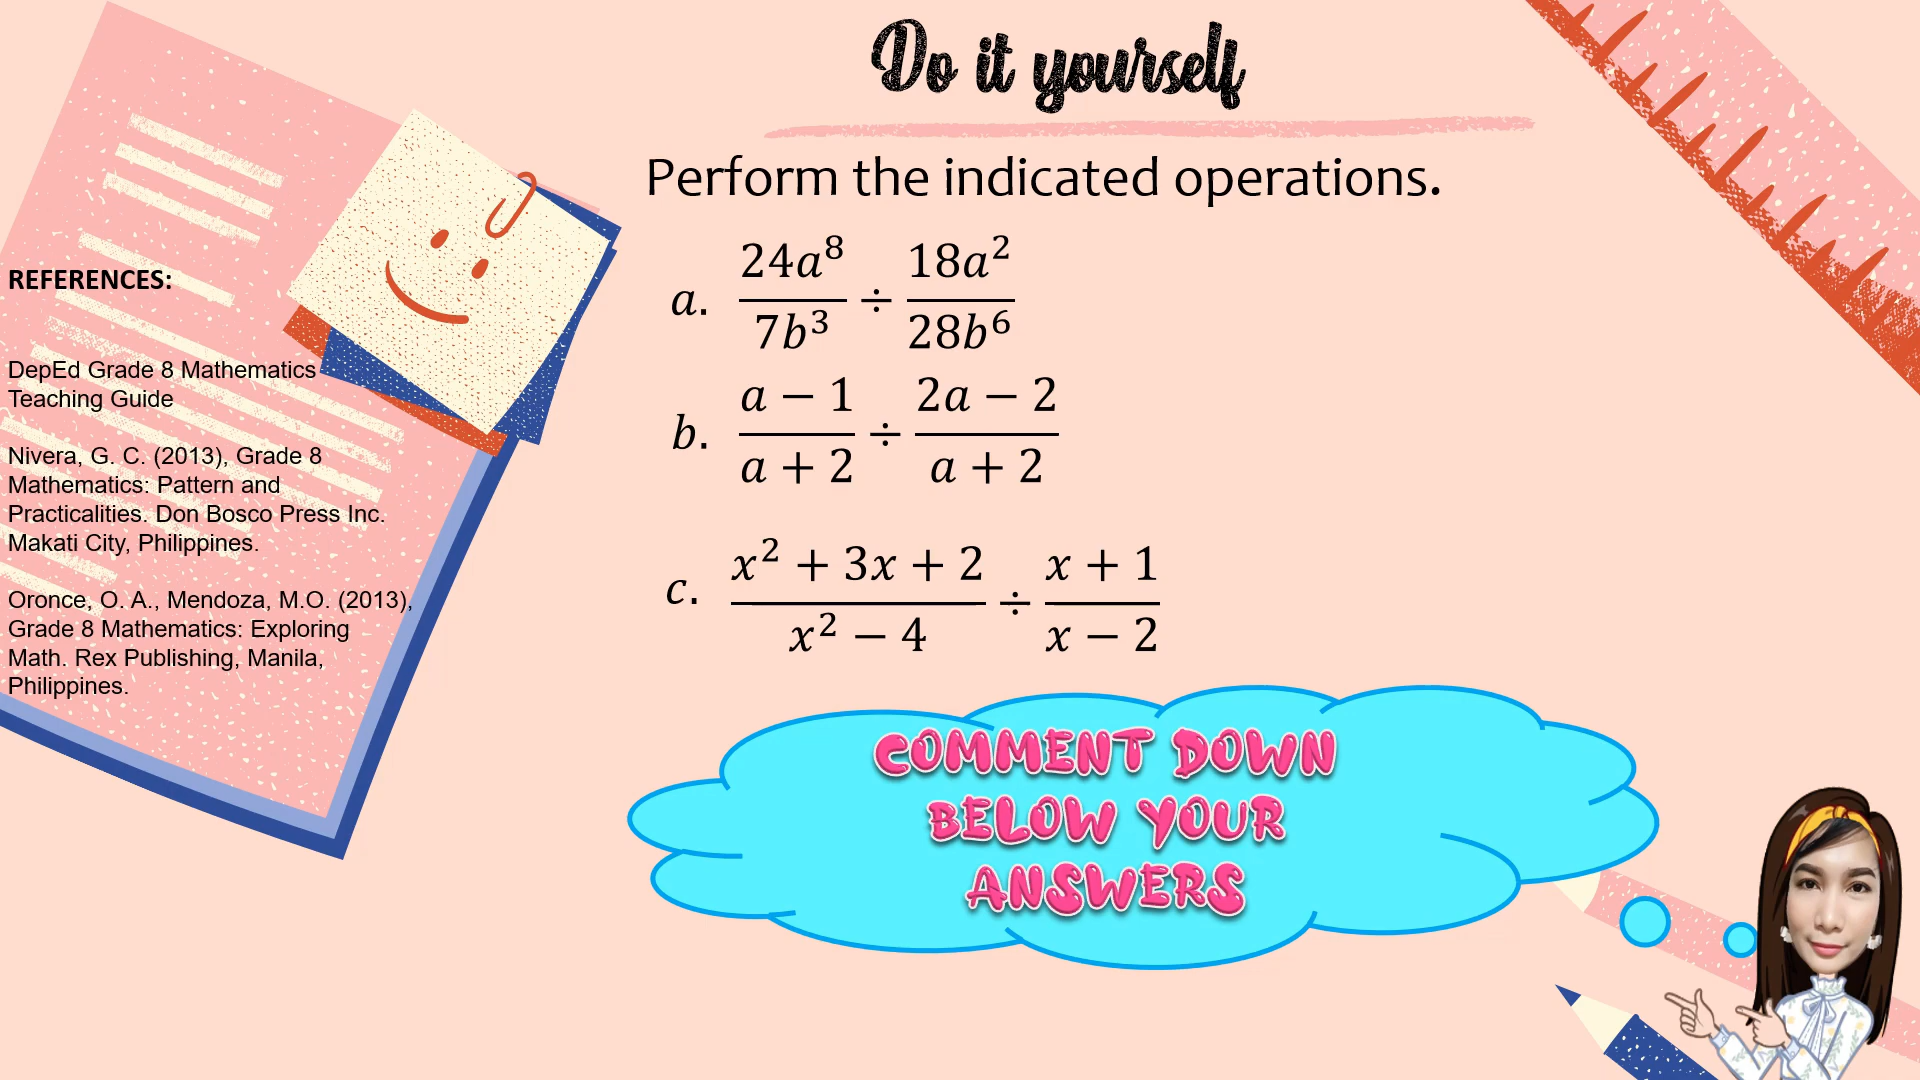 Do it yourself
Perform the indicated operations.
a. 24a⁸/7b³ ÷ 18a²/28b⁶
b. a − 1/a + 2 ÷ 2a − 2/a + 2
c. x² + 3x + 2/x² − 4 ÷ x + 1/x − 2
REFERENCES:
DepEd Grade 8 Mathematics
Teaching Guide
Nivera, G. C. (2013), Grade 8
Mathematics: Pattern and
Practicalities. Don Bosco Press Inc.
Makati City, Philippines.
Oronce, O. A., Mendoza, M.O. (2013),
Grade 8 Mathematics: Exploring
Math. Rex Publishing, Manila,
Philippines.
COMMENT DOWN
BELOW YOUR
ANSWERS